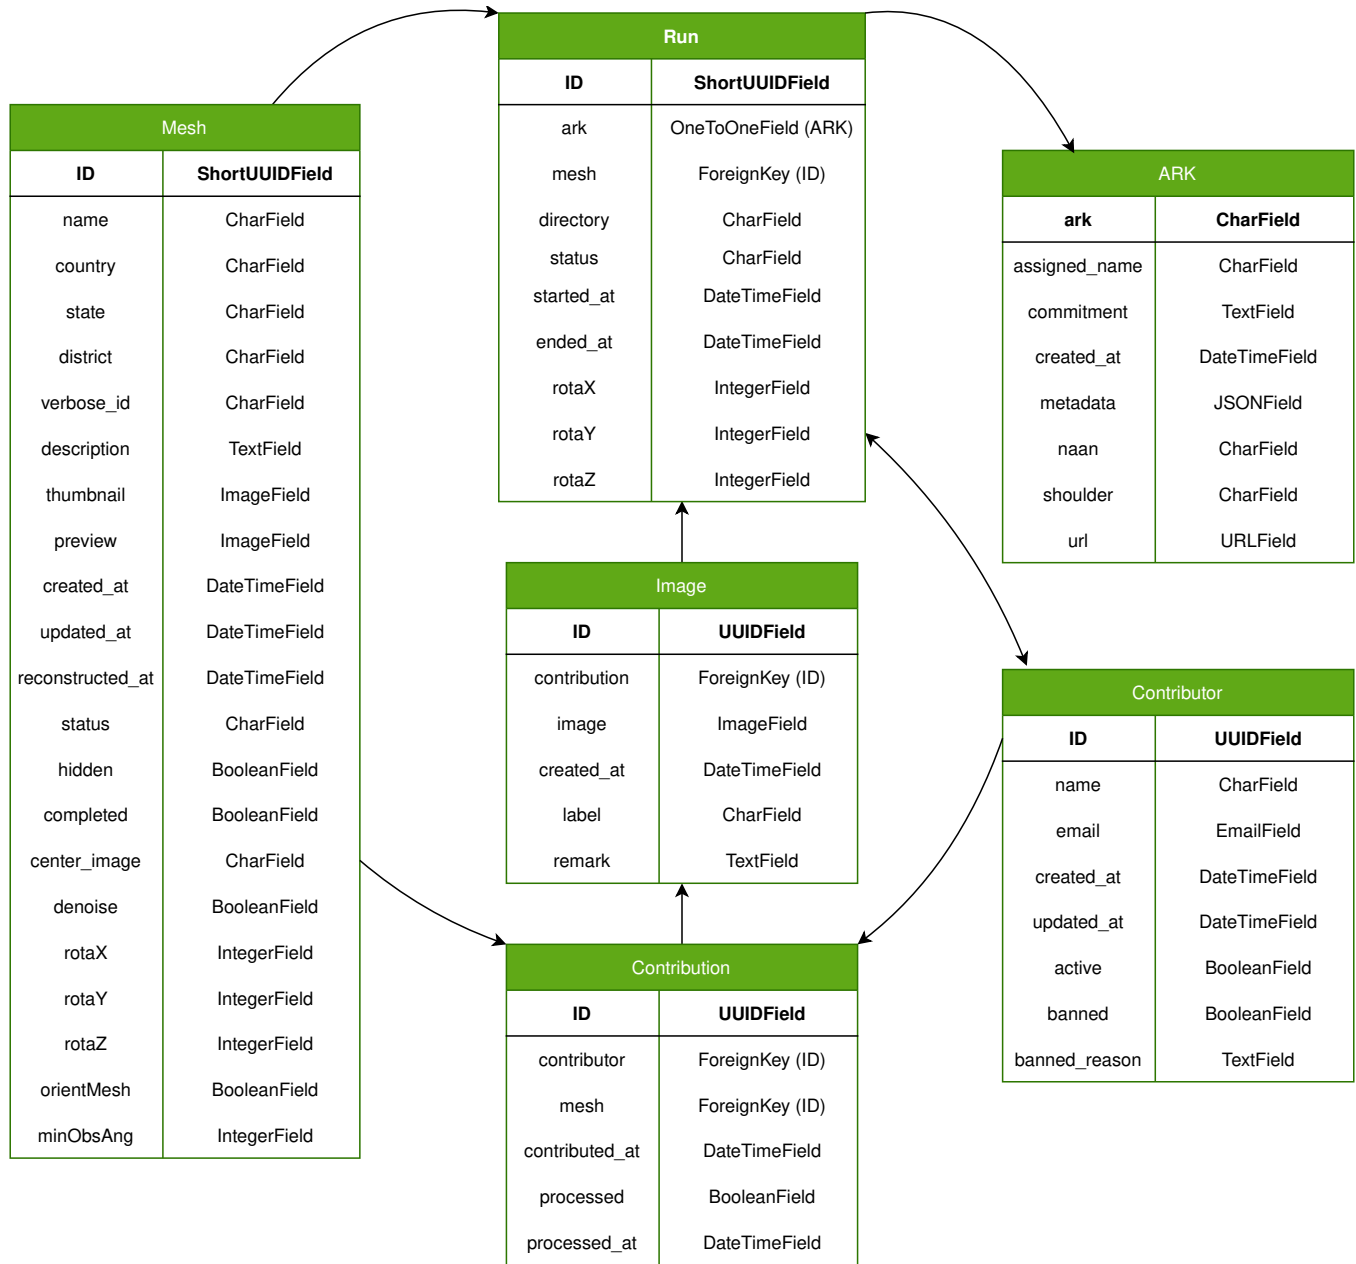 Run
ID ShortUUIDField
ark OneToOneField (ARK)
mesh ForeignKey (ID)
directory CharField
status CharField
started_at DateTimeField
ended_at DateTimeField
rotaX IntegerField
rotaY IntegerField
rotaZ IntegerField
Mesh
ID ShortUUIDField
name CharField
country CharField
state CharField
district CharField
verbose_id CharField
description TextField
thumbnail ImageField
preview ImageField
created_at DateTimeField
updated_at DateTimeField
reconstructed_at DateTimeField
status CharField
hidden BooleanField
completed BooleanField
center_image CharField
denoise BooleanField
rotaX IntegerField
rotaY IntegerField
rotaZ IntegerField
orientMesh BooleanField
minObsAng IntegerField
ARK
ark CharField
assigned_name CharField
commitment TextField
created_at DateTimeField
metadata JSONField
naan CharField
shoulder CharField
url URLField
Image
ID UUIDField
contribution ForeignKey (ID)
image ImageField
created_at DateTimeField
label CharField
remark TextField
Contributor
ID UUIDField
name CharField
email EmailField
created_at DateTimeField
updated_at DateTimeField
active BooleanField
banned BooleanField
banned_reason TextField
Contribution
ID UUIDField
contributor ForeignKey (ID)
mesh ForeignKey (ID)
contributed_at DateTimeField
processed BooleanField
processed_at DateTimeField